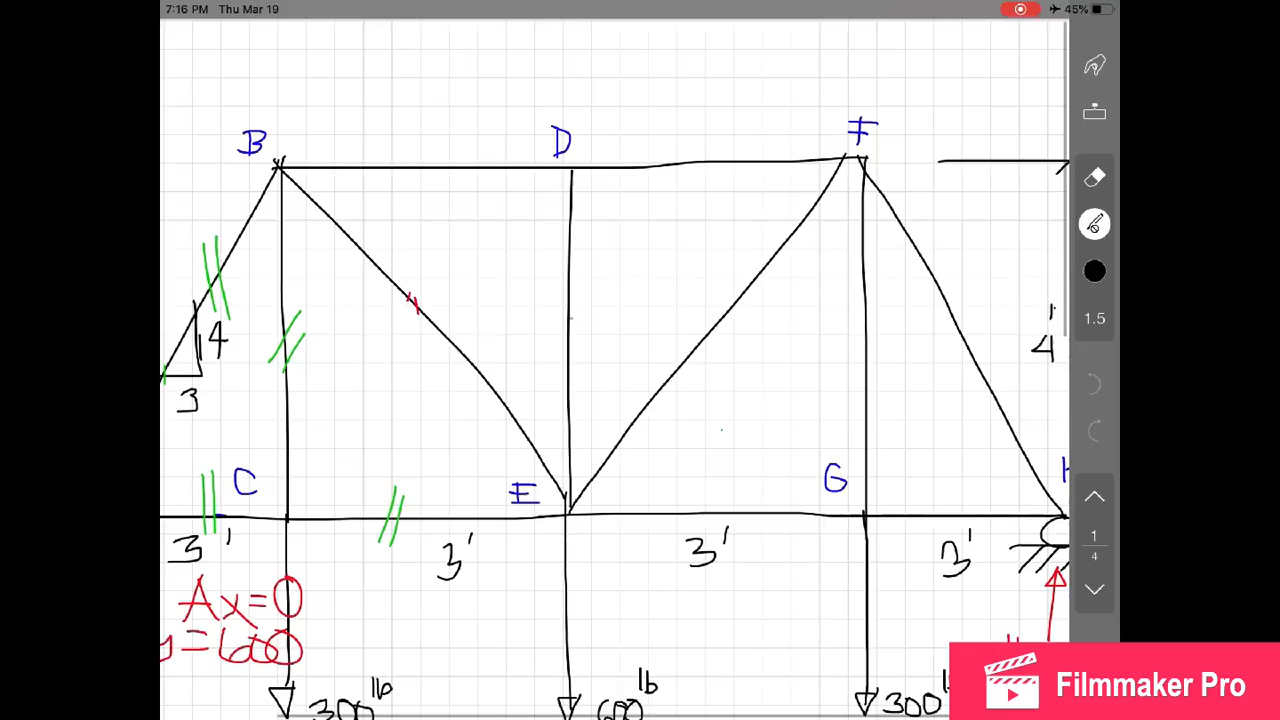 7:16 PM Thu Mar 19
45%
B D F
4
3
4'
1.5
C E G
3' 3' 3' 3'
Ax=0
=600
300 lb 600 lb 300
1
4
Filmmaker Pro